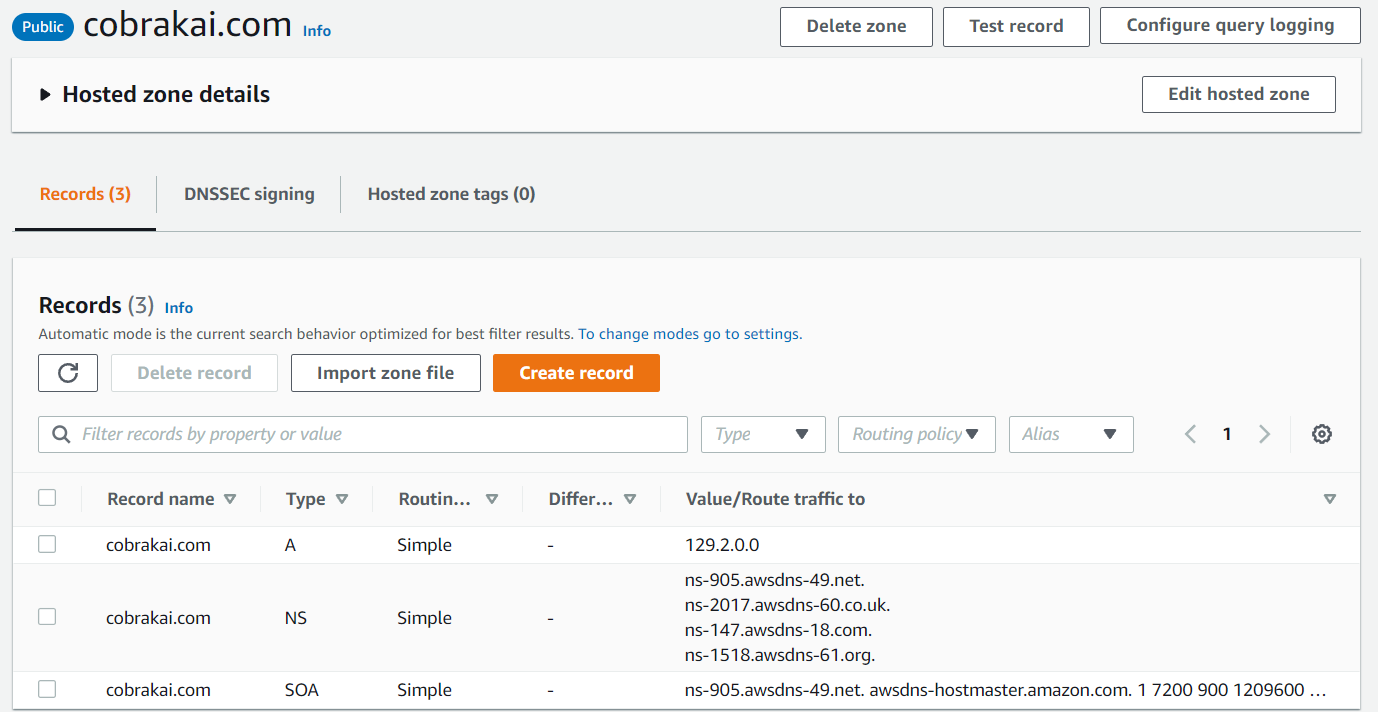 Public cobrakai.com Info
Delete zone Test record Configure query logging
Hosted zone details Edit hosted zone
Records (3) DNSSEC signing Hosted zone tags (0)
Records (3) Info
Automatic mode is the current search behavior optimized for best filter results. To change modes go to settings.
Delete record Import zone file Create record
Filter records by property or value Type Routing policy Alias 1
Record name Type Routin... Differ... Value/Route traffic to
cobrakai.com A Simple - 129.2.0.0
cobrakai.com NS Simple - ns-905.awsdns-49.net.
ns-2017.awsdns-60.co.uk.
ns-147.awsdns-18.com.
ns-1518.awsdns-61.org.
cobrakai.com SOA Simple - ns-905.awsdns-49.net. awsdns-hostmaster.amazon.com. 1 7200 900 1209600 ...